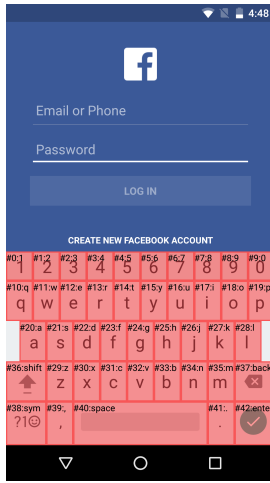 4:48
f
Email or Phone
Password
LOG IN
CREATE NEW FACEBOOK ACCOUNT
#0:1 #1:2 #2:3 #3:4 #4:5 #5:6 #6:7 #7:8 #8:9 #9:0
1 2 3 4 5 6 7 8 9 0
#10:q #11:w #12:e #13:r #14:t #15:y #16:u #17:i #18:o #19:p
q w e r t y u i o p
#20:a #21:s #22:d #23:f #24:g #25:h #26:j #27:k #28:l
a s d f g h j k l
#36:shift #29:z #30:x #31:c #32:v #33:b #34:n #35:m #37:back
z x c v b n m
#38:sym #39:, #40:space #41:. #42:ente
?1☺ , .